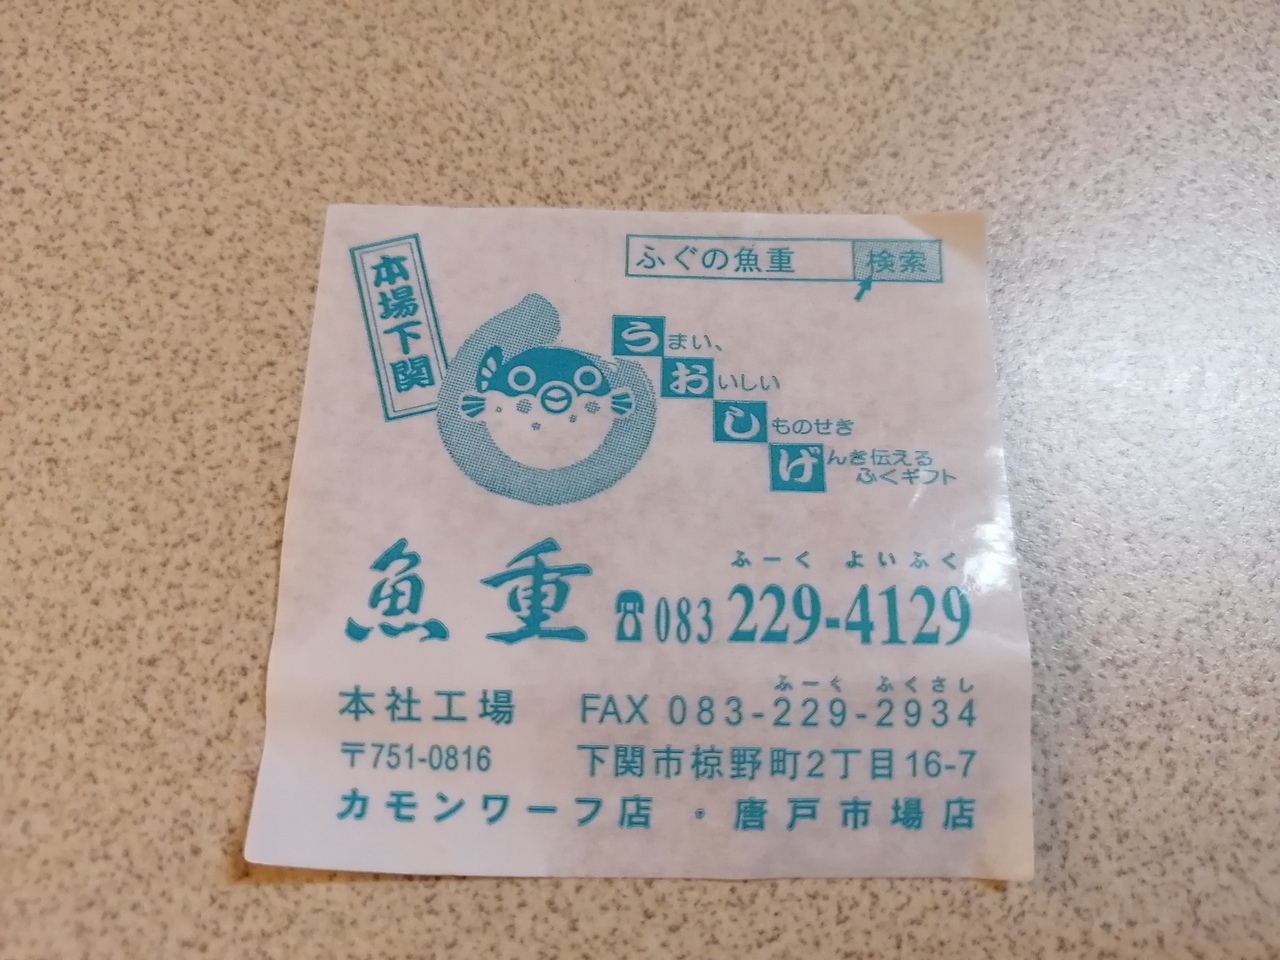 本場下関
ふぐの魚重 検索
うまい、
おいしい
しものせき
げんき伝える
ふくギフト
ふーく よいふく
魚重 ☎083 229-4129
ふーく ふくさし
本社工場 FAX 083-229-2934
〒751-0816 下関市椋野町2丁目16-7
カモンワーフ店・唐戸市場店